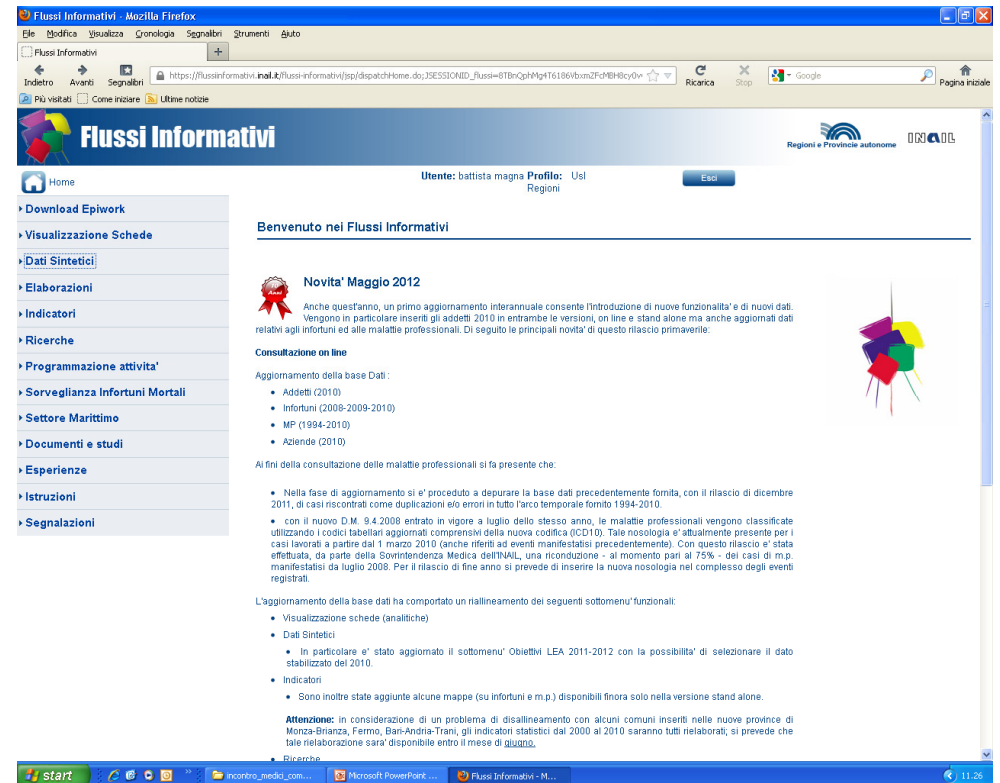 Flussi Informativi - Mozilla Firefox
File Modifica Visualizza Cronologia Segnalibri Strumenti Aiuto
Flussi Informativi
+
Indietro Avanti Segnalibri
https://flussiinformativi.inail.it/flussi-informativi/jsp/dispatchHome.do;JSESSIONID_flussi=
Ricarica Stop Google Pagina iniziale
Più visitati Come iniziare Ultime notizie
Flussi Informativi
Regioni e Provincie autonome INAIL
Home
Utente: battista magna Profilo: Usl
Regioni
Esci
Download Epiwork
Visualizzazione Schede
Dati Sintetici
Elaborazioni
Indicatori
Ricerche
Programmazione attivita'
Sorveglianza Infortuni Mortali
Settore Marittimo
Documenti e studi
Esperienze
Istruzioni
Segnalazioni
Benvenuto nei Flussi Informativi
Novita' Maggio 2012
Anche quest'anno, un primo aggiornamento interannuale consente l'introduzione di nuove funzionalita' e di nuovi dati.
Vengono in particolare inseriti gli addetti 2010 in entrambe le versioni, on line e stand alone ma anche aggiornati dati
relativi agli infortuni ed alle malattie professionali. Di seguito le principali novita' di questo rilascio primaverile:
Consultazione on line
Aggiornamento della base Dati :
• Addetti (2010)
• Infortuni (2008-2009-2010)
• MP (1994-2010)
• Aziende (2010)
Ai fini della consultazione delle malattie professionali si fa presente che:
• Nella fase di aggiornamento si e' proceduto a depurare la base dati precedentemente fornita, con il rilascio di dicembre
2011, di casi riscontrati come duplicazioni e/o errori in tutto l'arco temporale fornito 1994-2010.
• con il nuovo D.M. 9.4.2008 entrato in vigore a luglio dello stesso anno, le malattie professionali vengono classificate
utilizzando i codici tabellari aggiornati comprensivi della nuova codifica (ICD10). Tale nosologia e' attualmente presente per i
casi lavorati a partire dal 1 marzo 2010 (anche riferiti ad eventi manifestatisi precedentemente). Con questo rilascio e' stata
effettuata, da parte della Sovrintendenza Medica dell'INAIL, una riconduzione - al momento pari al 75% - dei casi di m.p.
manifestatisi da luglio 2008. Per il rilascio di fine anno si prevede di inserire la nuova nosologia nel complesso degli eventi
registrati.
L'aggiornamento della base dati ha comportato un riallineamento dei seguenti sottomenu' funzionali:
• Visualizzazione schede (analitiche)
• Dati Sintetici
• In particolare e' stato aggiornato il sottomenu' Obiettivi LEA 2011-2012 con la possibilita' di selezionare il dato
stabilizzato del 2010.
• Indicatori
• Sono inoltre state aggiunte alcune mappe (su infortuni e m.p.) disponibili finora solo nella versione stand alone.
Attenzione: in considerazione di un problema di disallineamento con alcuni comuni inseriti nelle nuove province di
Monza-Brianza, Fermo, Bari-Andria-Trani, gli indicatori statistici dal 2000 al 2010 saranno tutti rielaborati; si prevede che
tale rielaborazione sara' disponibile entro il mese di giugno.
• Ricerche
start incontro_medici_com... Microsoft PowerPoint ... Flussi Informativi - M... 11.26